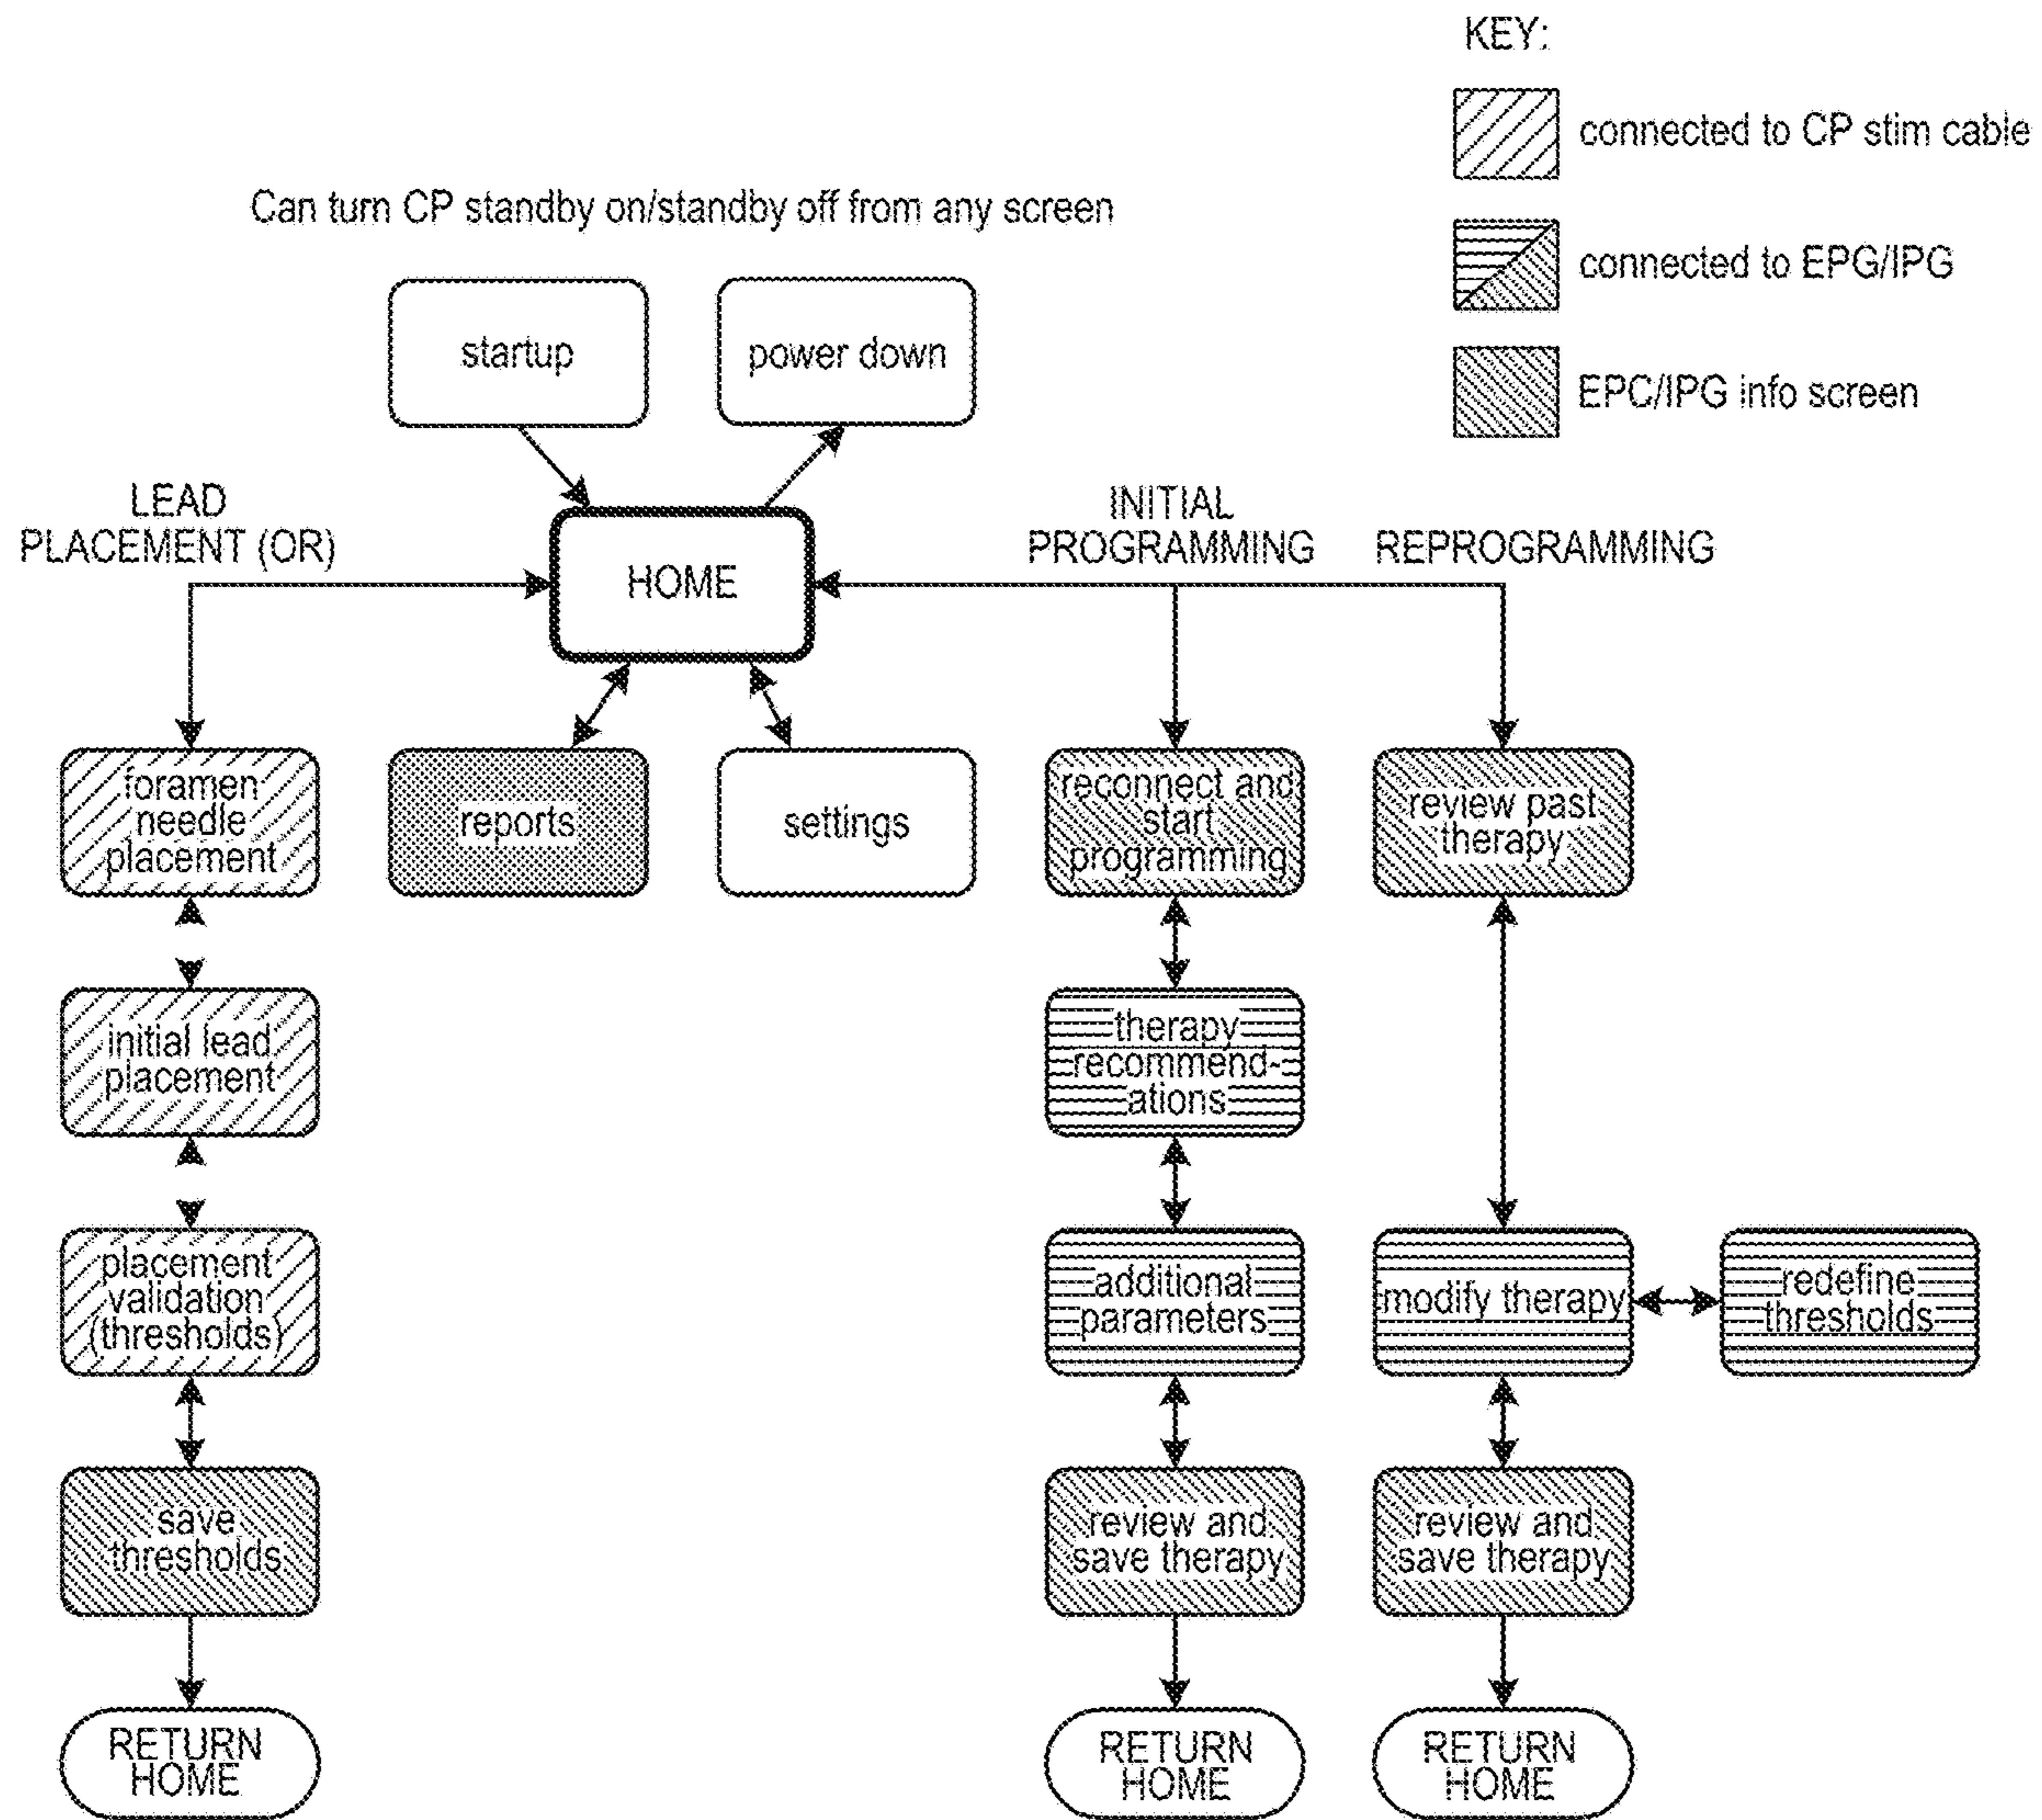 KEY:
connected to CP stim cable
connected to EPG/IPG
EPC/IPG info screen
Can turn CP standby on/standby off from any screen
startup
power down
LEAD
PLACEMENT (OR)
HOME
INITIAL
PROGRAMMING
REPROGRAMMING
foramen
needle
placement
reports
settings
reconnect and
start
programming
review past
therapy
initial lead
placement
therapy
recommend-
ations
placement
validation
(thresholds)
additional
parameters
modify therapy
redefine
thresholds
save
thresholds
review and
save therapy
review and
save therapy
RETURN
HOME
RETURN
HOME
RETURN
HOME